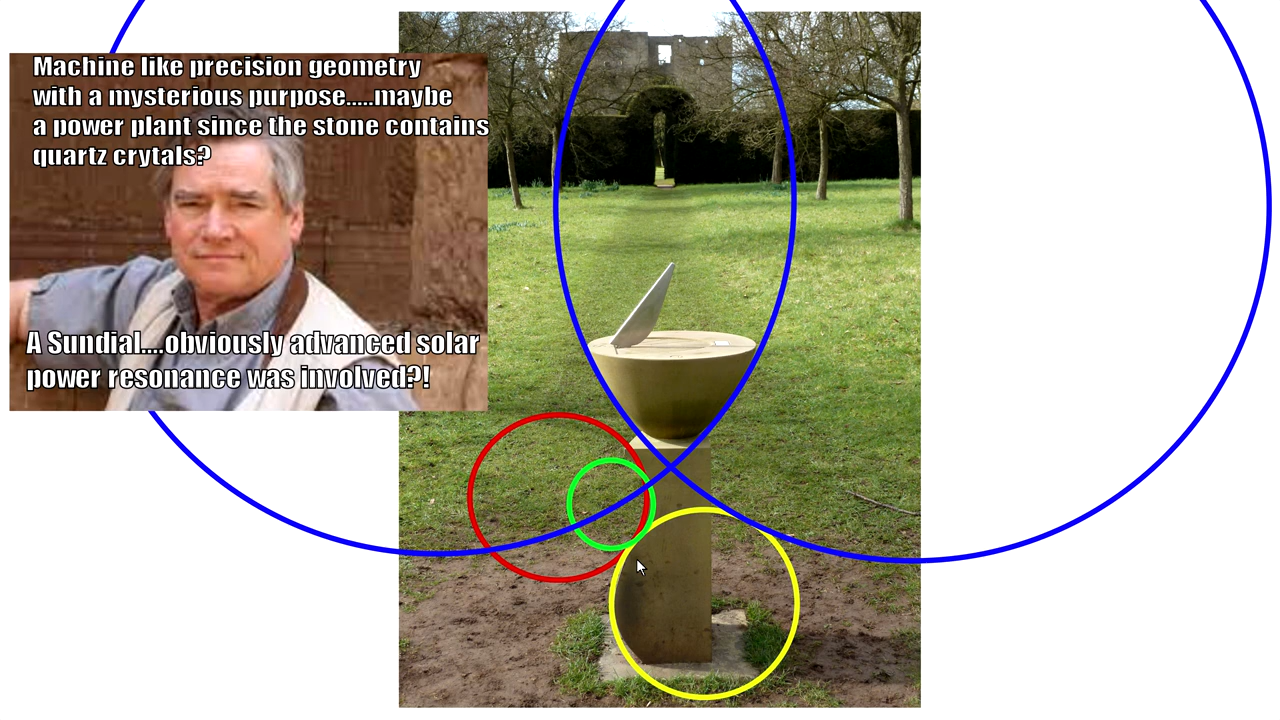 Machine like precision geometry
with a mysterious purpose.....maybe
a power plant since the stone contains
quartz crytals?
A Sundial....obviously advanced solar
power resonance was involved?!